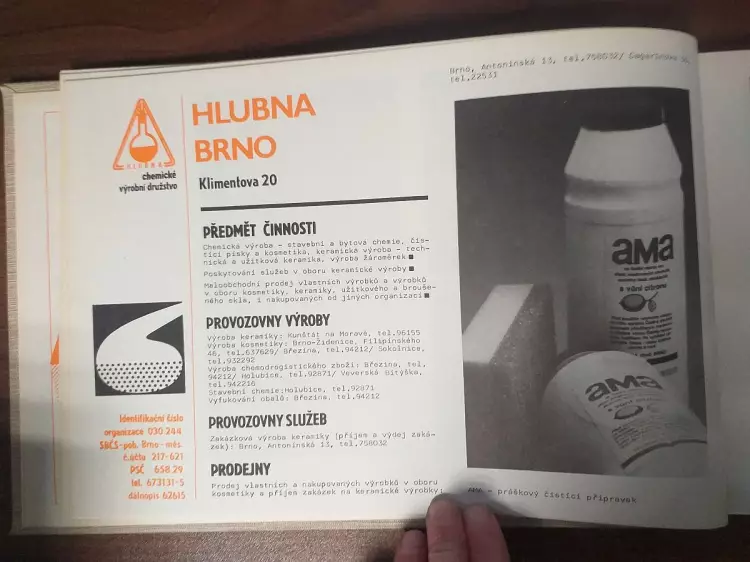 HLUBNA
chemické
výrobní družstvo
HLUBNA
BRNO
Klimentova 20
PŘEDMĚT ČINNOSTI
Chemická výroba - stavební a bytová chemie, čis-
tící písky a kosmetika, keramická výroba - tech-
nická a užitková keramika, výroba žároměrek
Poskytování služeb v oboru keramické výroby
Maloobchodní prodej vlastních výrobků a výrobků
v oboru kosmetiky, keramiky, užitkového a brouše-
ného skla, i nakupovaných od jiných organizací
PROVOZOVNY VÝROBY
Výroba keramiky: Kunštát na Moravě, tel.96155
Výroba kosmetiky: Brno-Židenice, Filipínského
46, tel.637629/ Březina, tel.94212/ Sokolnice,
tel.932292
Výroba chemodrogistického zboží: Březina, tel.
94212/ Holubice, tel.92871/ Veverská Bítýška,
tel.942216
Stavební chemie:Holubice, tel.92871
Vyfukování obalů: Březina, tel.94212
PROVOZOVNY SLUŽEB
Zakázková výroba keramiky (příjem a výdej zaká-
zek): Brno, Antonínská 13, tel.758032
PRODEJNY
Prodej vlastních a nakupovaných výrobků v oboru
kosmetiky a příjem zakázek na keramické výrobky:
Identifikační číslo
organizace 030 244
SBČS-pob. Brno-měs.
č.účtu 217-621
PSČ 658 29
tel. 673131-5
dálnopis 62615
Brno, Antonínská 13, tel.758032/
tel.22531
AMA
s vůní citronu
AMA
AMA - práškový čisticí přípravek